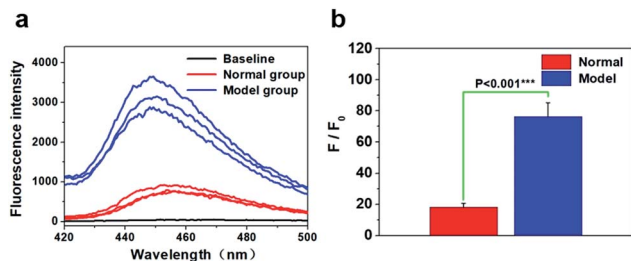 a
Fluorescence intensity
4000
3000
2000
1000
0
Baseline
Normal group
Model group
420
440
460
480
500
Wavelength（nm）
b
F / F₀
120
100
80
60
40
20
0
Normal
Model
P<0.001***